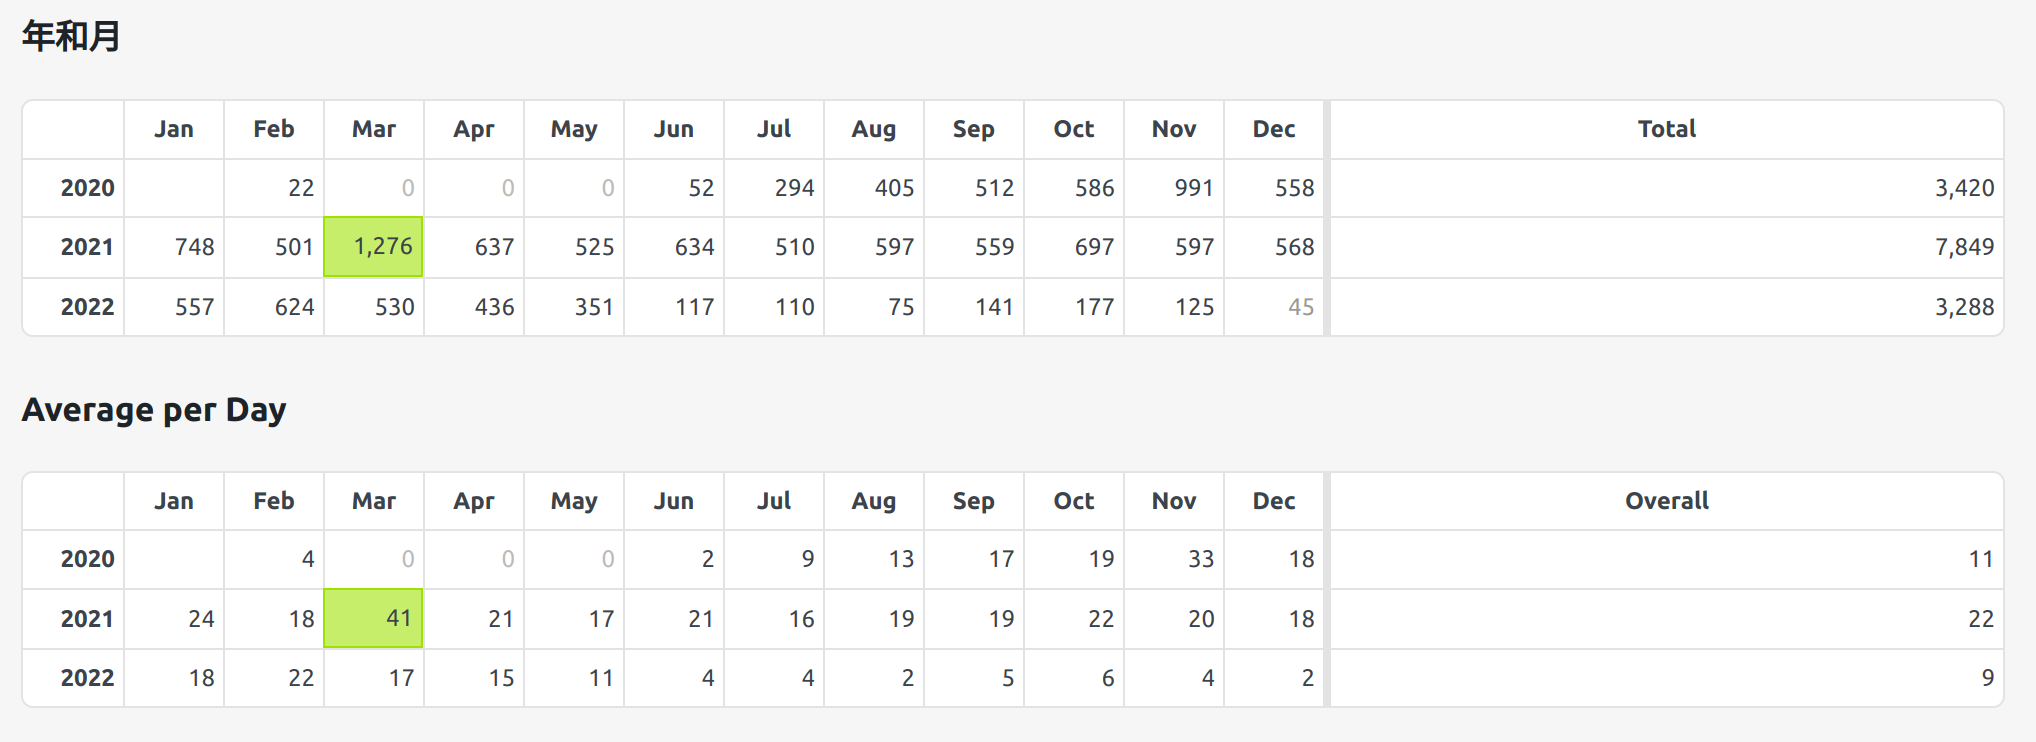 年和月
Jan Feb Mar Apr May Jun Jul Aug Sep Oct Nov Dec Total
2020 22 0 0 0 52 294 405 512 586 991 558 3,420
2021 748 501 1,276 637 525 634 510 597 559 697 597 568 7,849
2022 557 624 530 436 351 117 110 75 141 177 125 45 3,288
Average per Day
Jan Feb Mar Apr May Jun Jul Aug Sep Oct Nov Dec Overall
2020 4 0 0 0 2 9 13 17 19 33 18 11
2021 24 18 41 21 17 21 16 19 19 22 20 18 22
2022 18 22 17 15 11 4 4 2 5 6 4 2 9